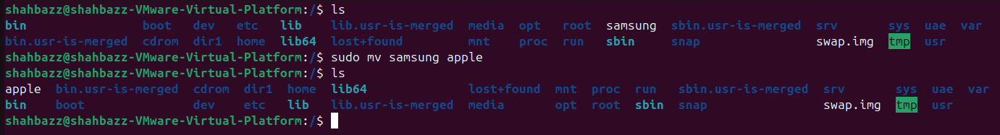 shahbazz@shahbazz-VMware-Virtual-Platform:/$ ls
bin boot dev etc lib lib.usr-is-merged media opt root samsung sbin.usr-is-merged srv sys uae var
bin.usr-is-merged cdrom dir1 home lib64 lost+found mnt proc run sbin snap swap.img tmp usr
shahbazz@shahbazz-VMware-Virtual-Platform:/$ sudo mv samsung apple
shahbazz@shahbazz-VMware-Virtual-Platform:/$ ls
apple bin.usr-is-merged cdrom dir1 home lib64 lost+found mnt proc run sbin.usr-is-merged srv sys uae var
bin boot dev etc lib lib.usr-is-merged media opt root sbin snap swap.img tmp usr
shahbazz@shahbazz-VMware-Virtual-Platform:/$